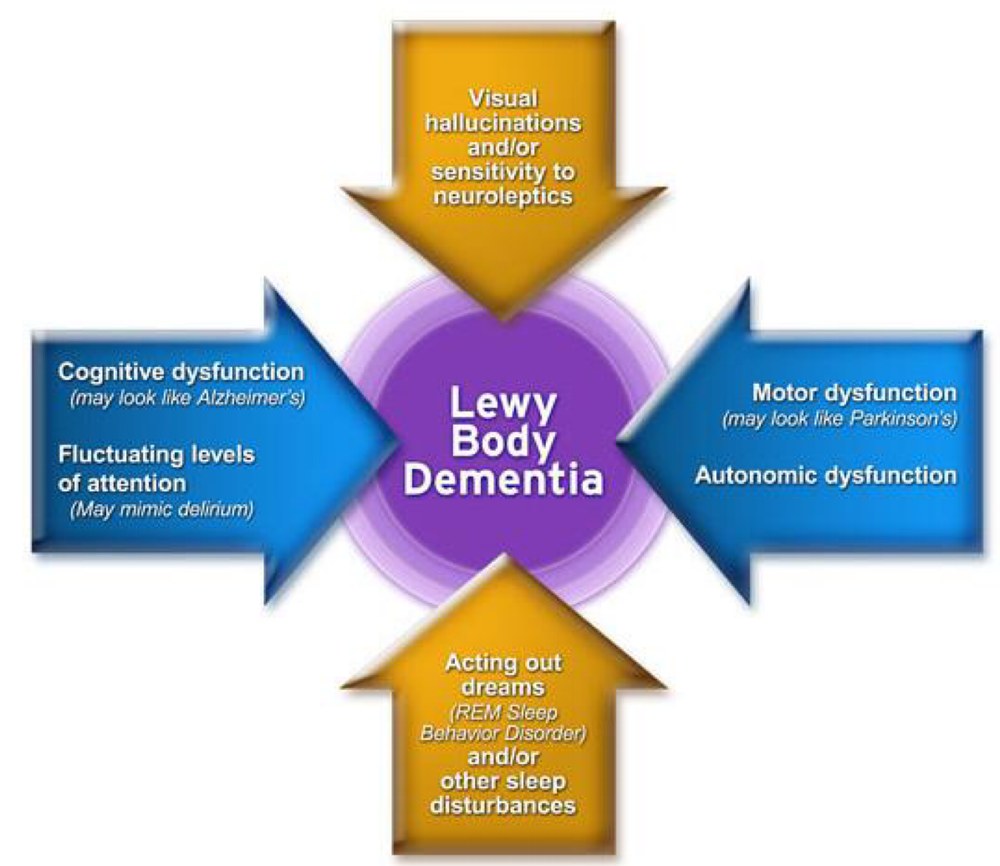 Visual
hallucinations
and/or
sensitivity to
neuroleptics
Cognitive dysfunction
(may look like Alzheimer's)
Fluctuating levels
of attention
(May mimic delirium)
Lewy
Body
Dementia
Motor dysfunction
(may look like Parkinson's)
Autonomic dysfunction
Acting out
dreams
(REM Sleep
Behavior Disorder)
and/or
other sleep
disturbances